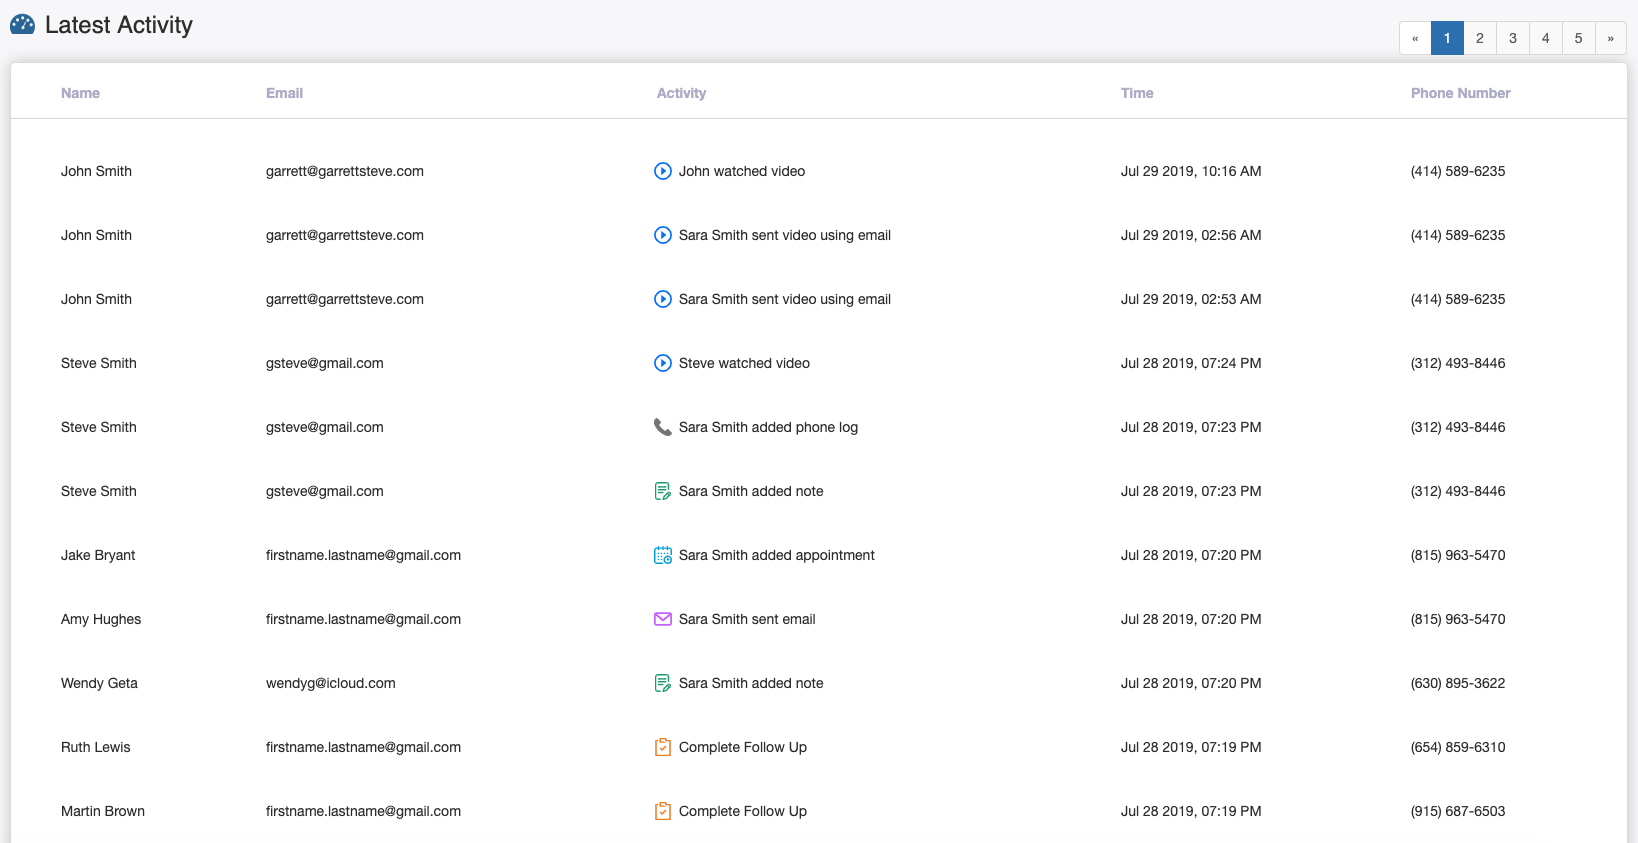 Latest Activity
« 1 2 3 4 5 »
Name Email Activity Time Phone Number
John Smith garrett@garrettsteve.com John watched video Jul 29 2019, 10:16 AM (414) 589-6235
John Smith garrett@garrettsteve.com Sara Smith sent video using email Jul 29 2019, 02:56 AM (414) 589-6235
John Smith garrett@garrettsteve.com Sara Smith sent video using email Jul 29 2019, 02:53 AM (414) 589-6235
Steve Smith gsteve@gmail.com Steve watched video Jul 28 2019, 07:24 PM (312) 493-8446
Steve Smith gsteve@gmail.com Sara Smith added phone log Jul 28 2019, 07:23 PM (312) 493-8446
Steve Smith gsteve@gmail.com Sara Smith added note Jul 28 2019, 07:23 PM (312) 493-8446
Jake Bryant firstname.lastname@gmail.com Sara Smith added appointment Jul 28 2019, 07:20 PM (815) 963-5470
Amy Hughes firstname.lastname@gmail.com Sara Smith sent email Jul 28 2019, 07:20 PM (815) 963-5470
Wendy Geta wendyg@icloud.com Sara Smith added note Jul 28 2019, 07:20 PM (630) 895-3622
Ruth Lewis firstname.lastname@gmail.com Complete Follow Up Jul 28 2019, 07:19 PM (654) 859-6310
Martin Brown firstname.lastname@gmail.com Complete Follow Up Jul 28 2019, 07:19 PM (915) 687-6503